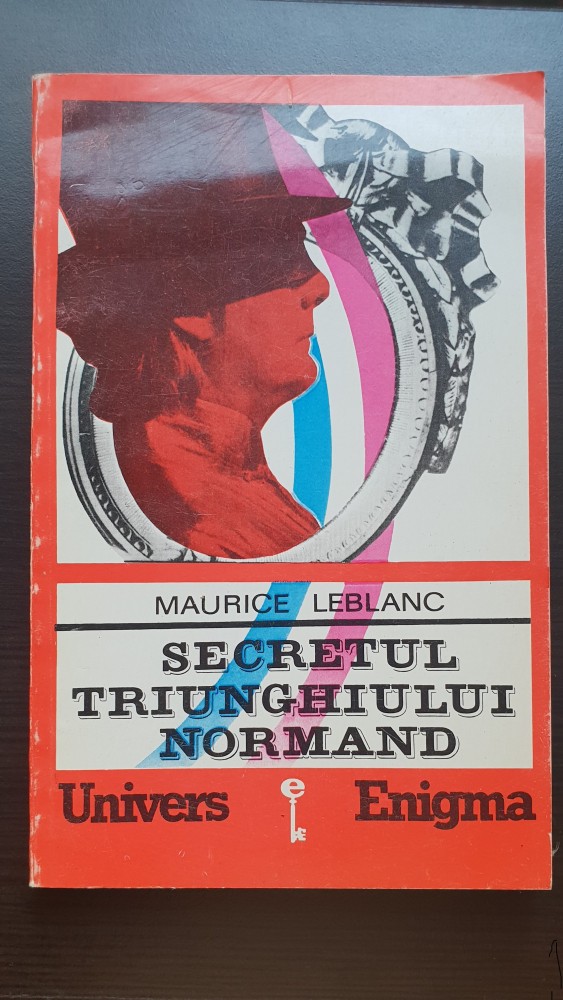 MAURICE LEBLANC
SECRETUL
TRIUNGHIULUI
NORMAND
Univers e Enigma